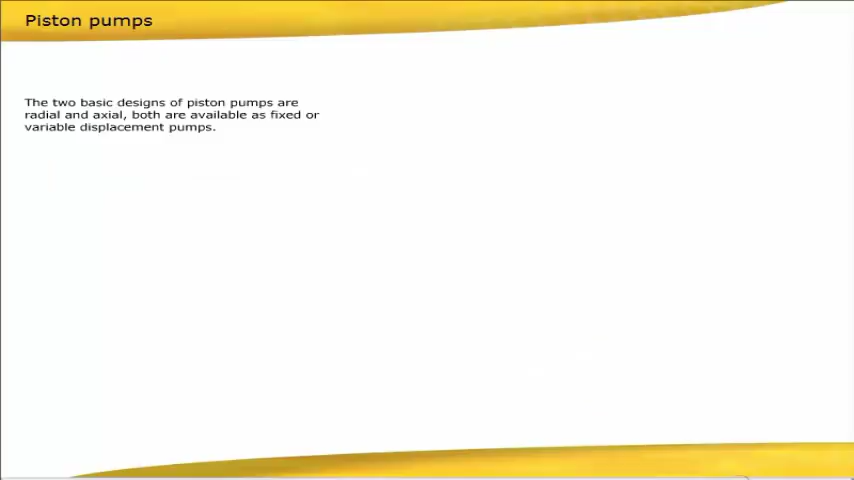 Piston pumps
The two basic designs of piston pumps are
radial and axial, both are available as fixed or
variable displacement pumps.